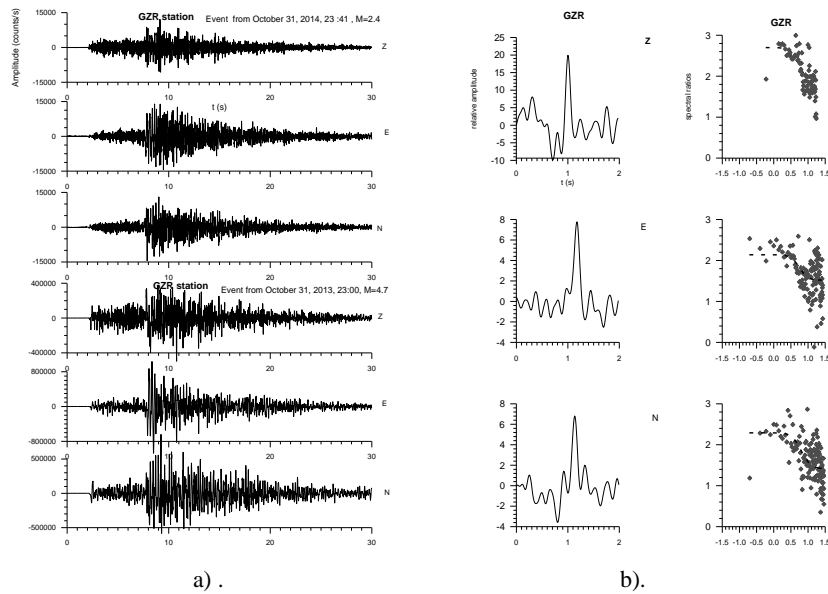 GZR station Event from October 31, 2014, 23 :41 , M=2.4
Amplitude (counts/s)
15000
0
-15000
Z
0 10 20 30
t (s)
15000
0
-15000
E
0 10 20 30
15000
0
-15000
N
0 10 20 30
GZR station Event from October 31, 2013, 23:00, M=4.7
400000
0
-400000
Z
0 10 20 30
800000
0
-800000
E
0 10 20 30
500000
0
-500000
N
0 10 20 30
a) .
GZR
relative amplitude
25
20
15
10
5
0
-5
-10
Z
0 1 2
t (s)
8
6
4
2
0
-2
-4
E
0 1 2
8
6
4
2
0
-2
-4
N
0 1 2
GZR
spectral ratios
3
2
1
0
-1.5 -1.0 -0.5 0.0 0.5 1.0 1.5
3
2
1
0
-1.5 -1.0 -0.5 0.0 0.5 1.0 1.5
3
2
1
0
-1.5 -1.0 -0.5 0.0 0.5 1.0 1.5
b).